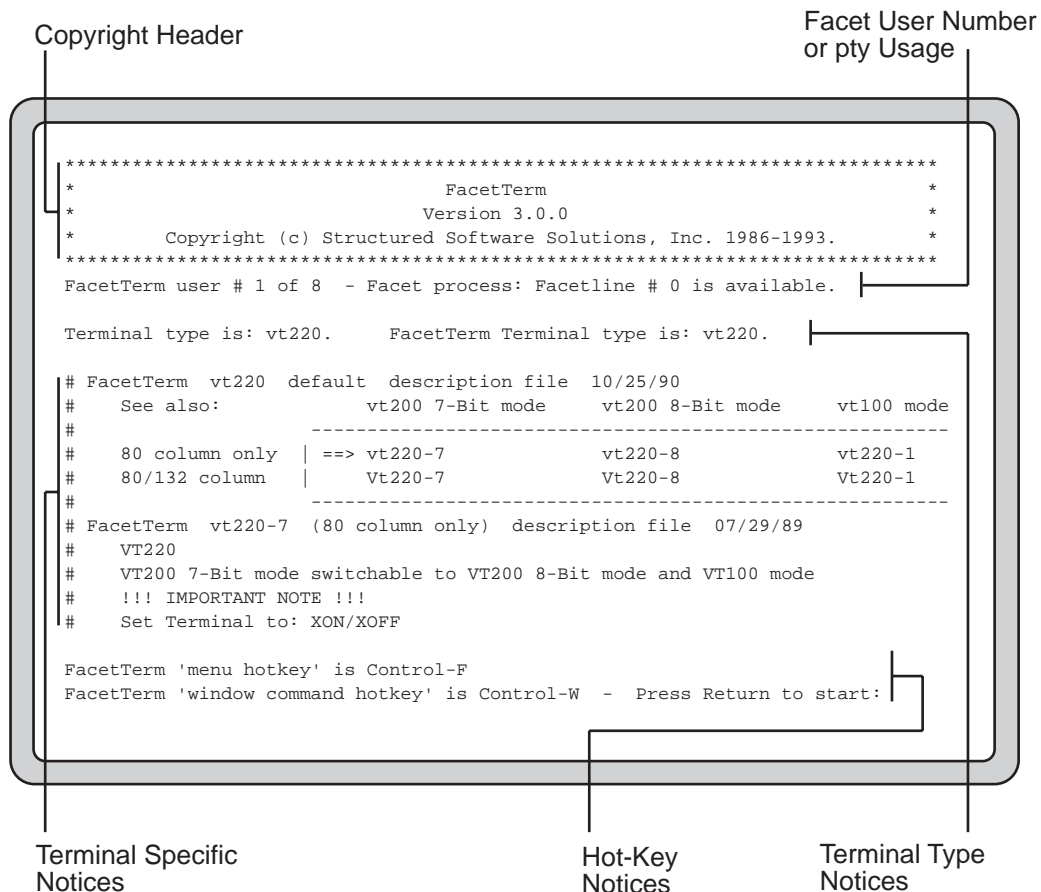 Copyright Header
Facet User Number
or pty Usage
******************************************************************************
*                                 FacetTerm                                  *
*                               Version 3.0.0                                *
*        Copyright (c) Structured Software Solutions, Inc. 1986-1993.        *
******************************************************************************
FacetTerm user # 1 of 8  - Facet process: Facetline # 0 is available.
Terminal type is: vt220.     FacetTerm Terminal type is: vt220.
# FacetTerm  vt220  default  description file  10/25/90
#    See also:             vt200 7-Bit mode     vt200 8-Bit mode     vt100 mode
#                     ---------------------------------------------------------
#    80 column only  | ==> vt220-7              vt220-8              vt220-1
#    80/132 column   |     Vt220-7              Vt220-8              Vt220-1
#                     ---------------------------------------------------------
# FacetTerm  vt220-7  (80 column only)  description file  07/29/89
#    VT220
#    VT200 7-Bit mode switchable to VT200 8-Bit mode and VT100 mode
#    !!! IMPORTANT NOTE !!!
#    Set Terminal to: XON/XOFF
FacetTerm 'menu hotkey' is Control-F
FacetTerm 'window command hotkey' is Control-W  -  Press Return to start:
Terminal Specific
Notices
Hot-Key
Notices
Terminal Type
Notices